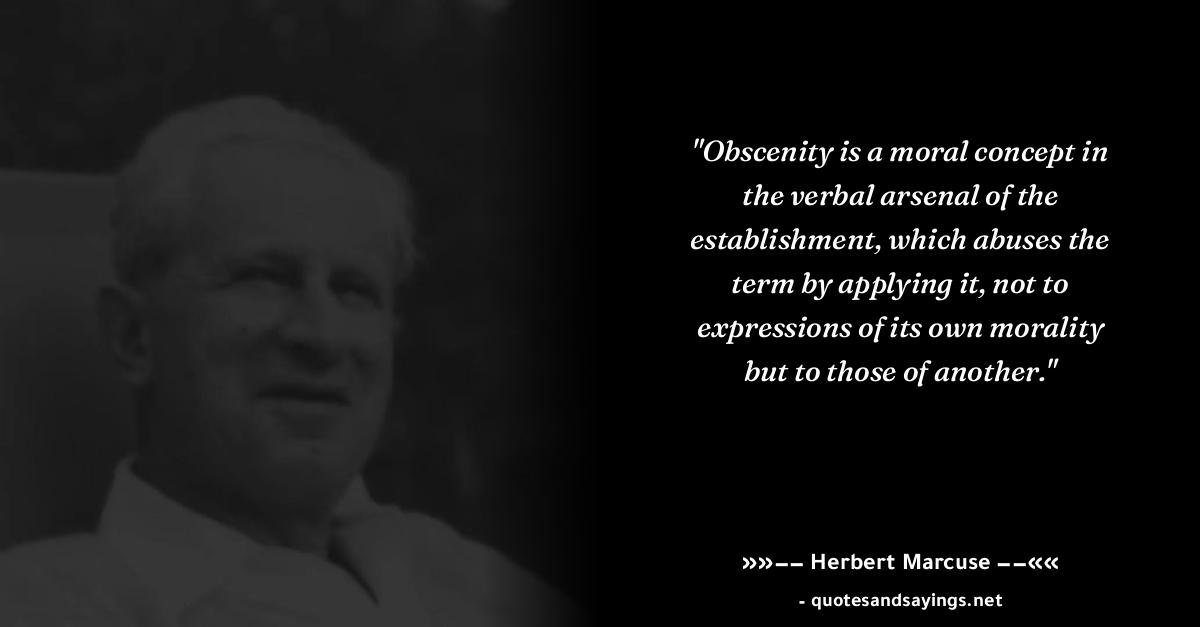 "Obscenity is a moral concept in
the verbal arsenal of the
establishment, which abuses the
term by applying it, not to
expressions of its own morality
but to those of another."
»»–– Herbert Marcuse ––««
- quotesandsayings.net